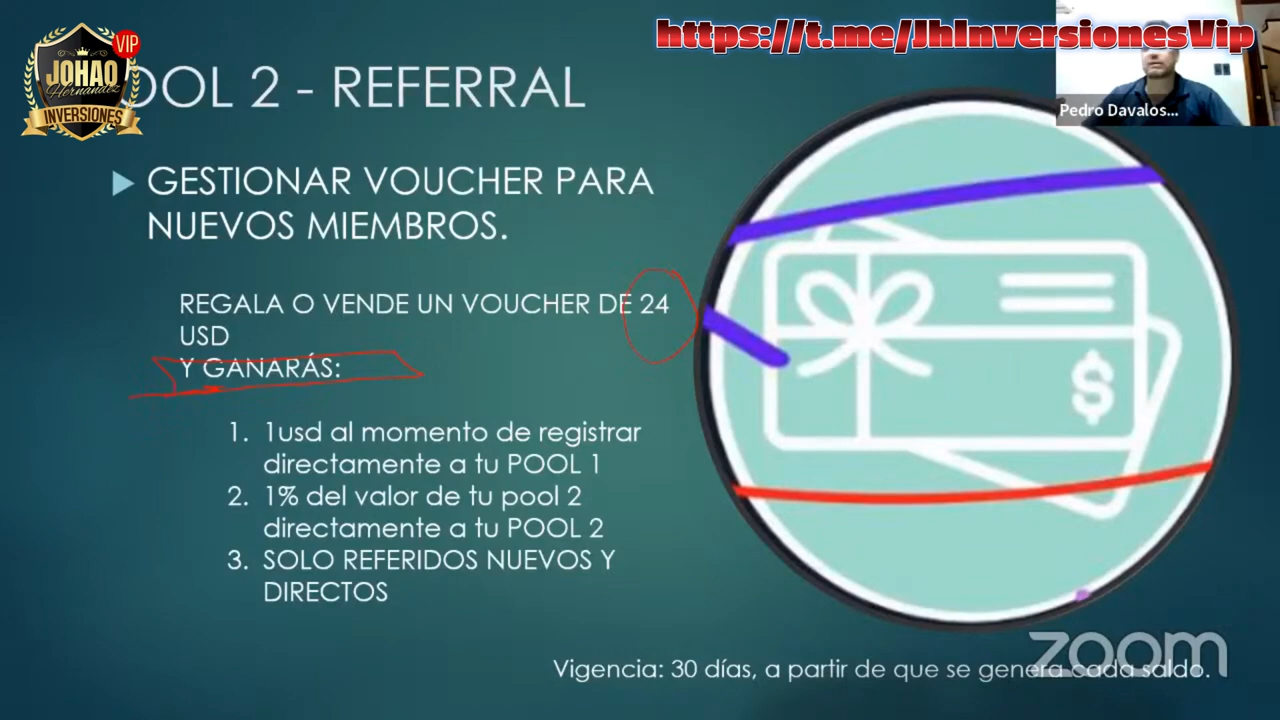 https://t.me/JhInversionesVip
VIP
JOHAO
Hernandez
INVERSIONES
OOL 2 - REFERRAL
Pedro Davalos...
GESTIONAR VOUCHER PARA
NUEVOS MIEMBROS.
REGALA O VENDE UN VOUCHER DE 24
USD
Y GANARÁS:
1. 1usd al momento de registrar
directamente a tu POOL 1
2. 1% del valor de tu pool 2
directamente a tu POOL 2
3. SOLO REFERIDOS NUEVOS Y
DIRECTOS
$
zoom
Vigencia: 30 días, a partir de que se genera cada saldo.